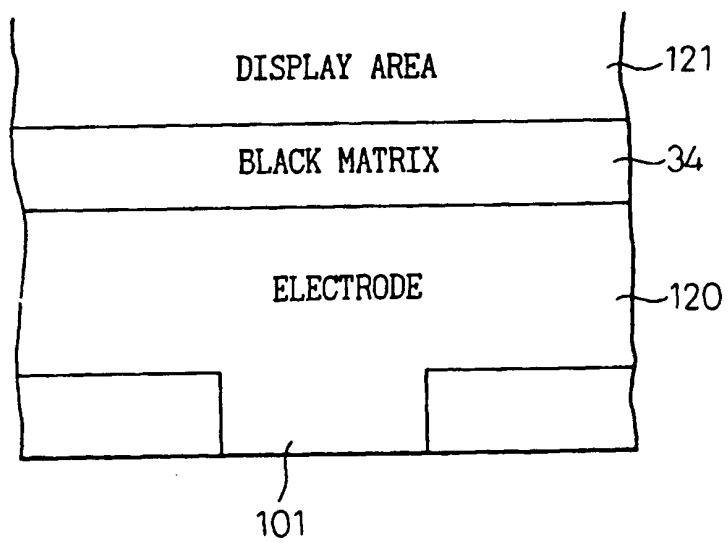 DISPLAY AREA
121
BLACK MATRIX
34
ELECTRODE
120
101